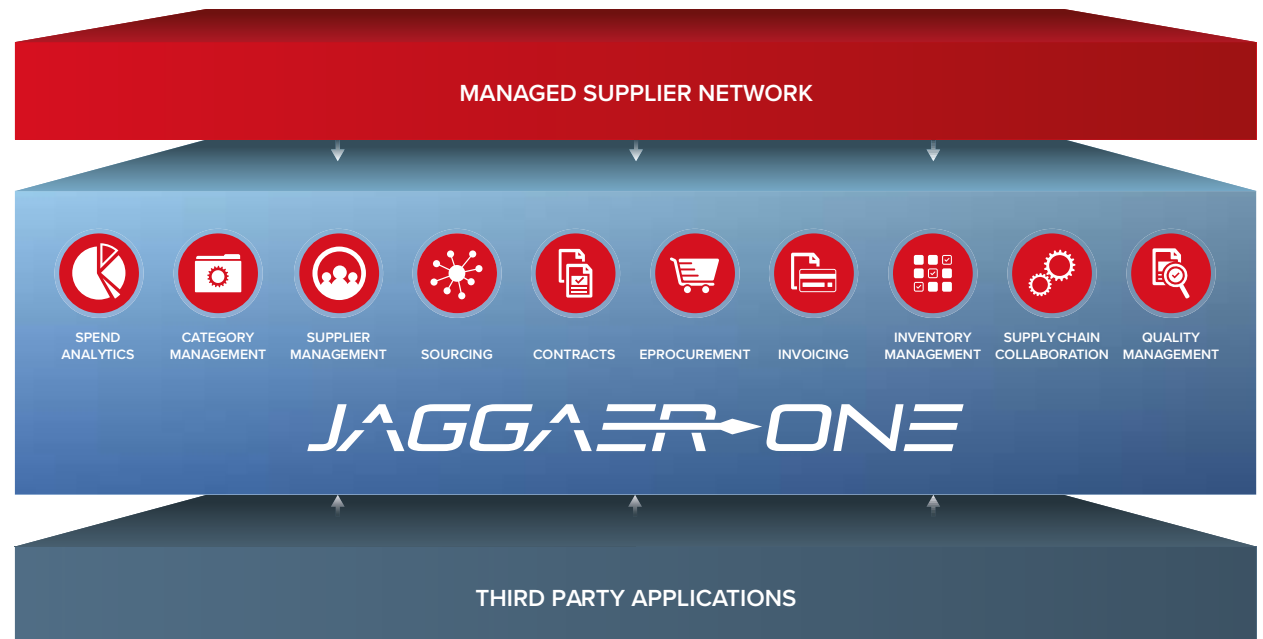 MANAGED SUPPLIER NETWORK
SPEND
ANALYTICS
CATEGORY
MANAGEMENT
SUPPLIER
MANAGEMENT
SOURCING
CONTRACTS
EPROCUREMENT
INVOICING
INVENTORY
MANAGEMENT
SUPPLY CHAIN
COLLABORATION
QUALITY
MANAGEMENT
JAGGAER ONE
THIRD PARTY APPLICATIONS